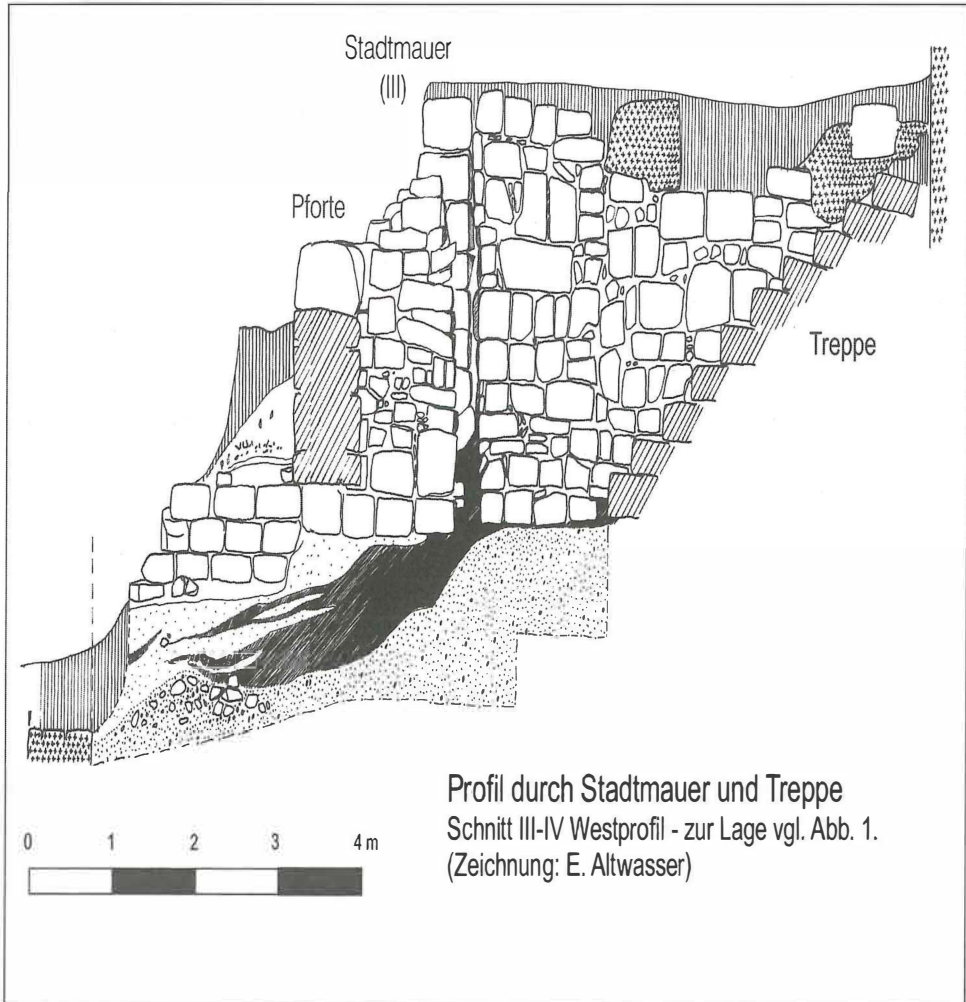 Stadtmauer
(III)
Pforte
Treppe
Profil durch Stadtmauer und Treppe
Schnitt III-IV Westprofil - zur Lage vgl. Abb. 1.
(Zeichnung: E. Altwasser)
0 1 2 3 4 m